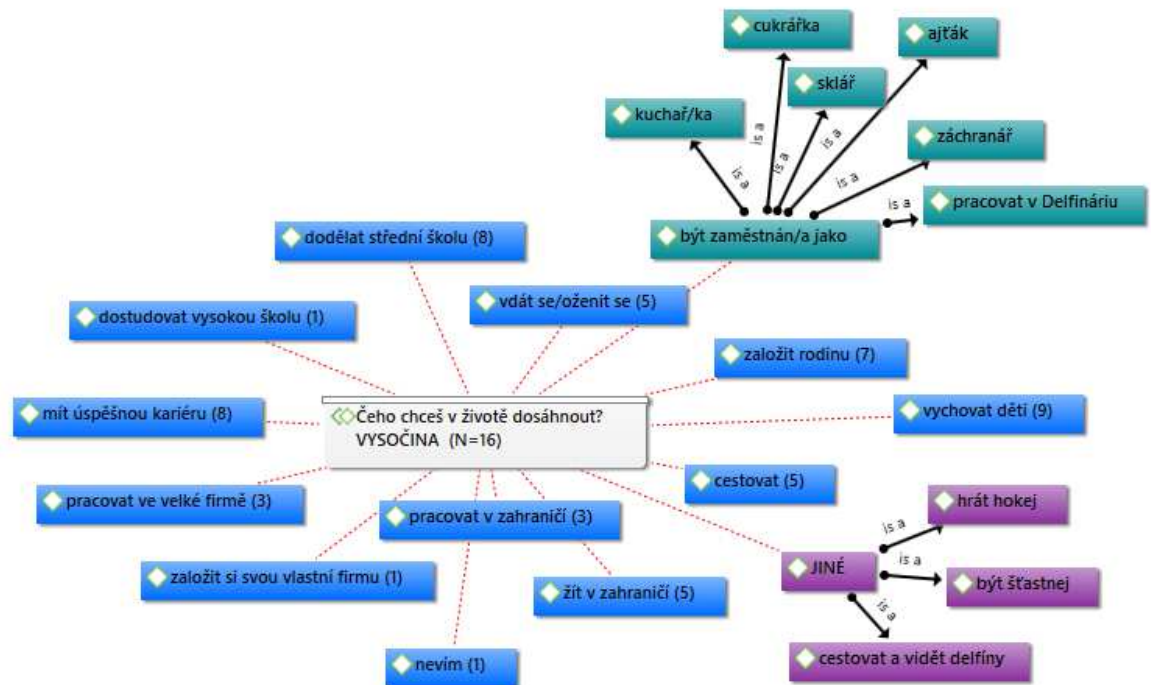 cukrářka
ajťák
sklář
kuchař/ka
záchranář
is a
is a
is a
is a
is a
is a
pracovat v Delfináriu
dodělat střední školu (8)
být zaměstnán/a jako
vdát se/oženit se (5)
dostudovat vysokou školu (1)
založit rodinu (7)
mít úspěšnou kariéru (8)
Čeho chceš v životě dosáhnout?
VYSOČINA (N=16)
vychovat děti (9)
pracovat ve velké firmě (3)
cestovat (5)
pracovat v zahraničí (3)
hrát hokej
is a
založit si svou vlastní firmu (1)
žít v zahraničí (5)
JINÉ
is a
být šťastnej
is a
nevím (1)
cestovat a vidět delfíny